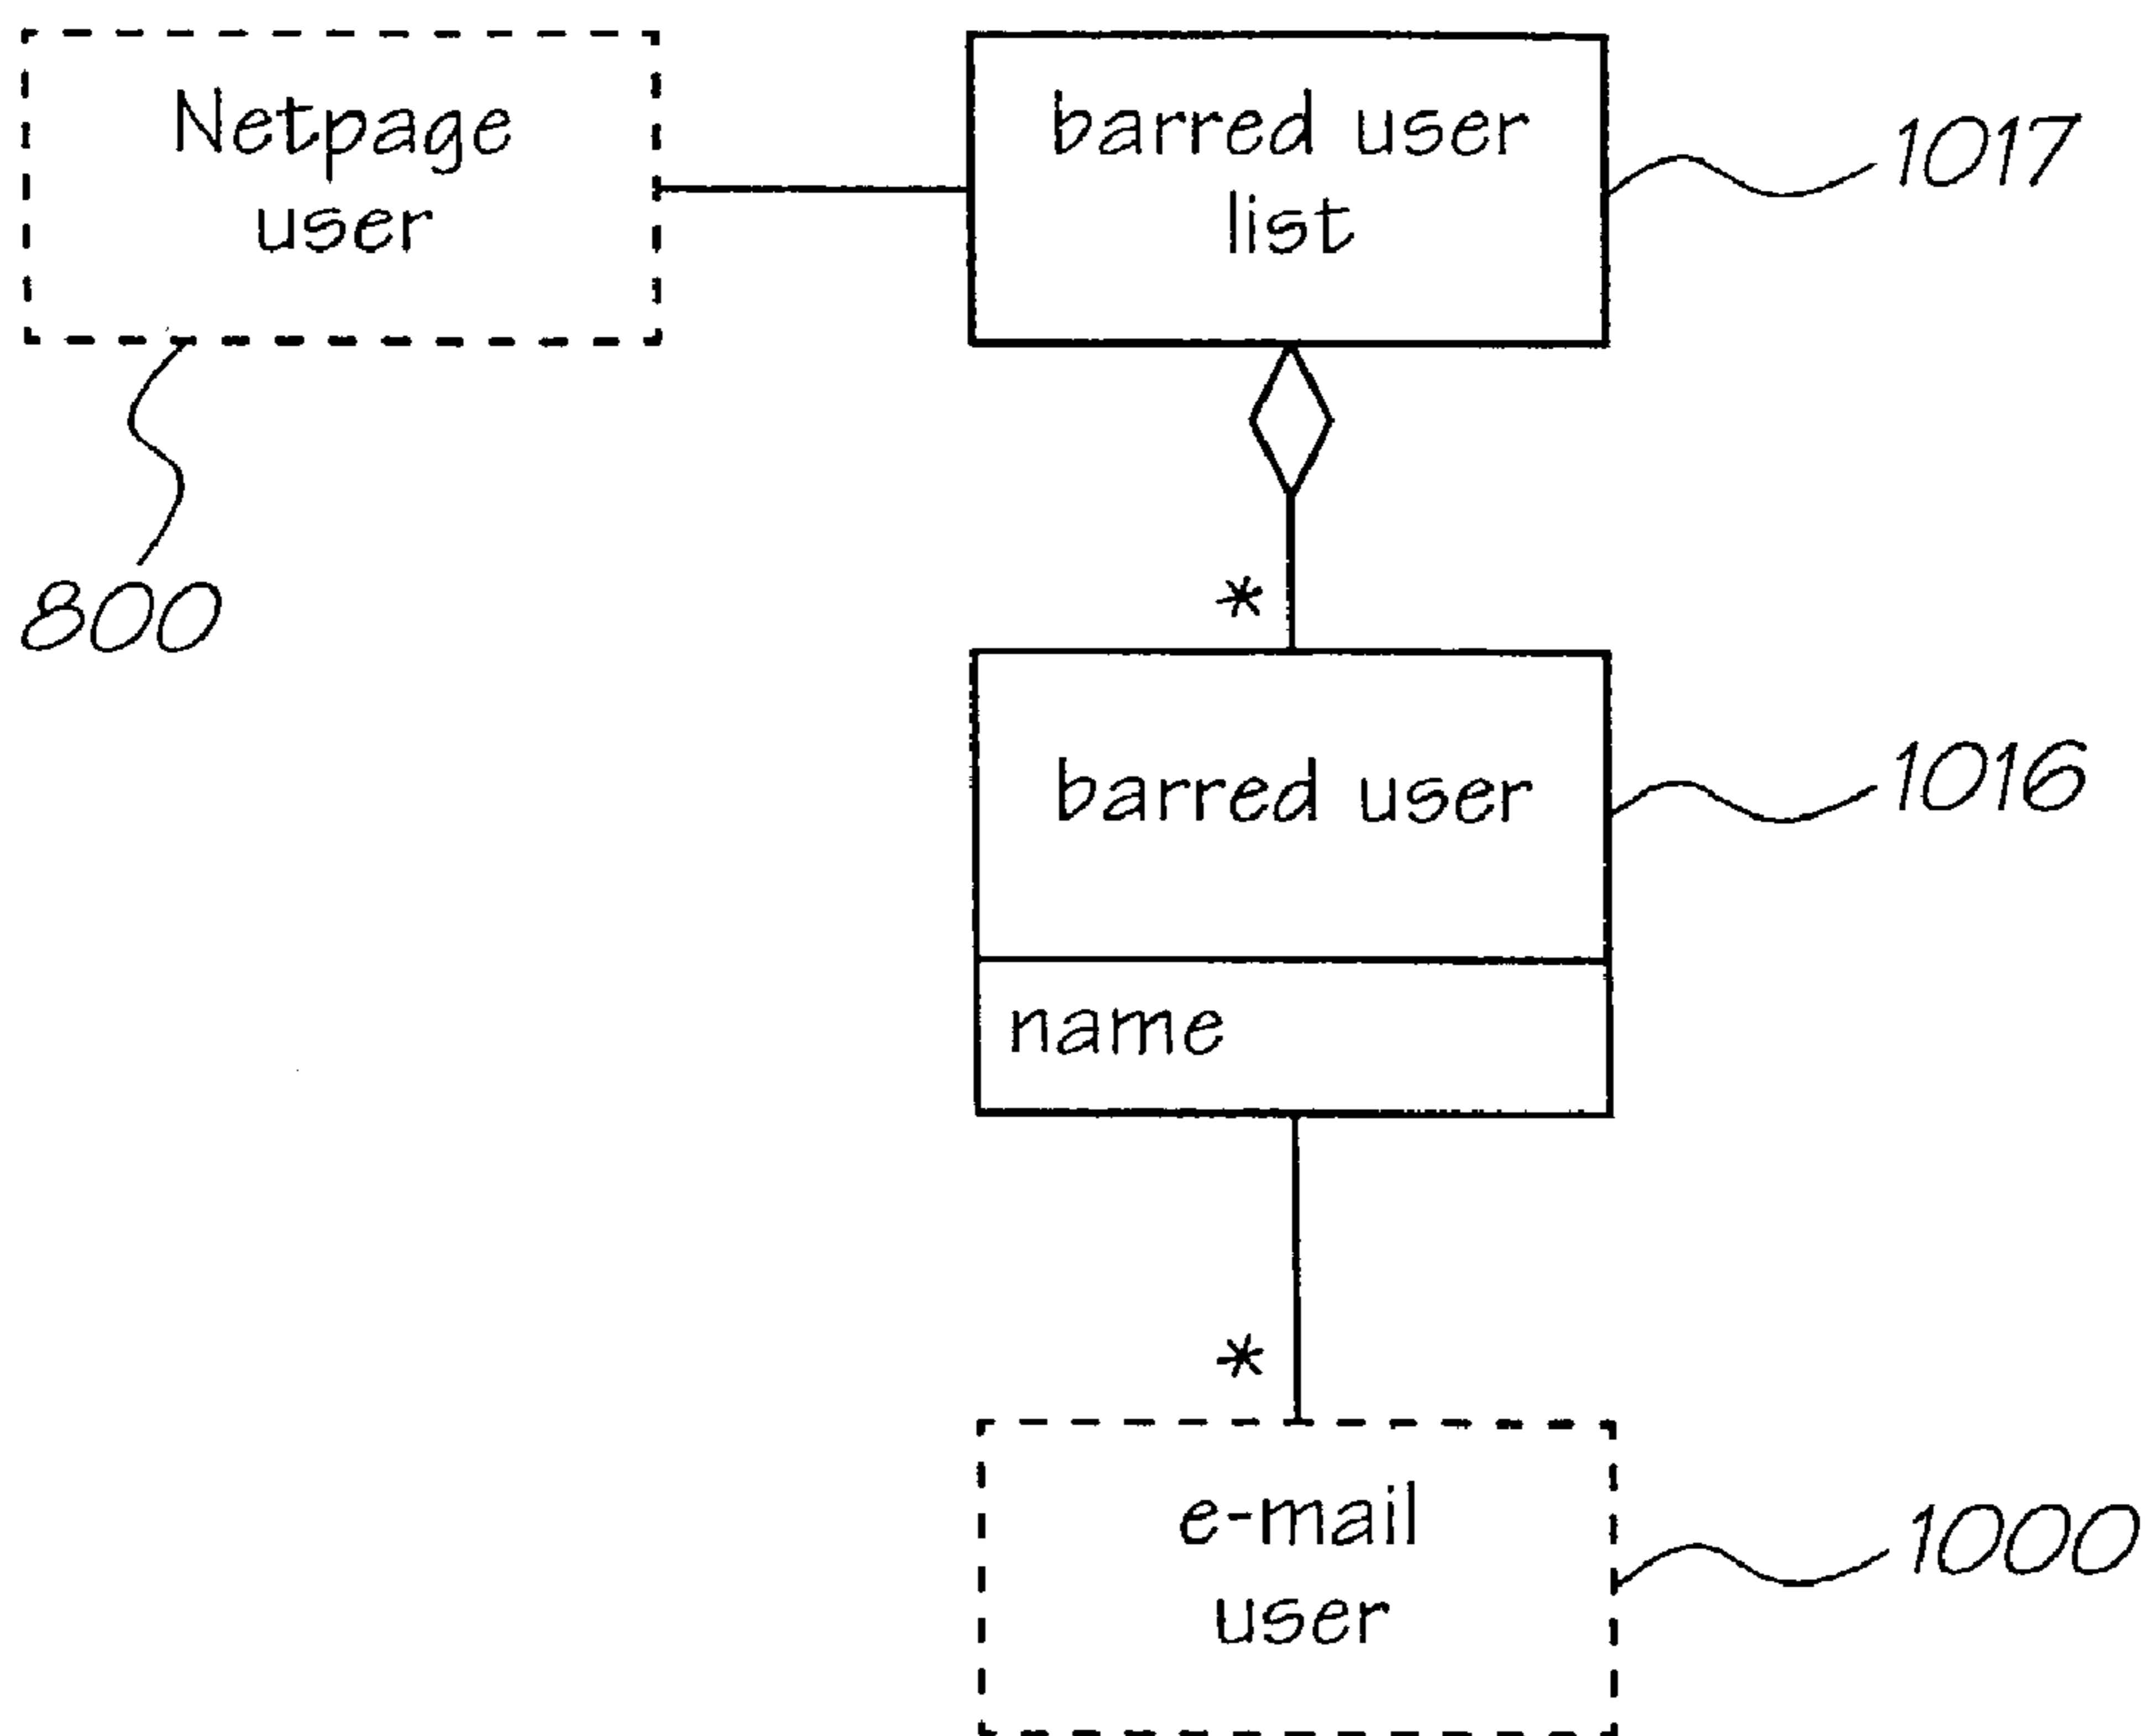 Netpage
user
barred user
list
1017
800
*
barred user
1016
name
*
e-mail
user
1000